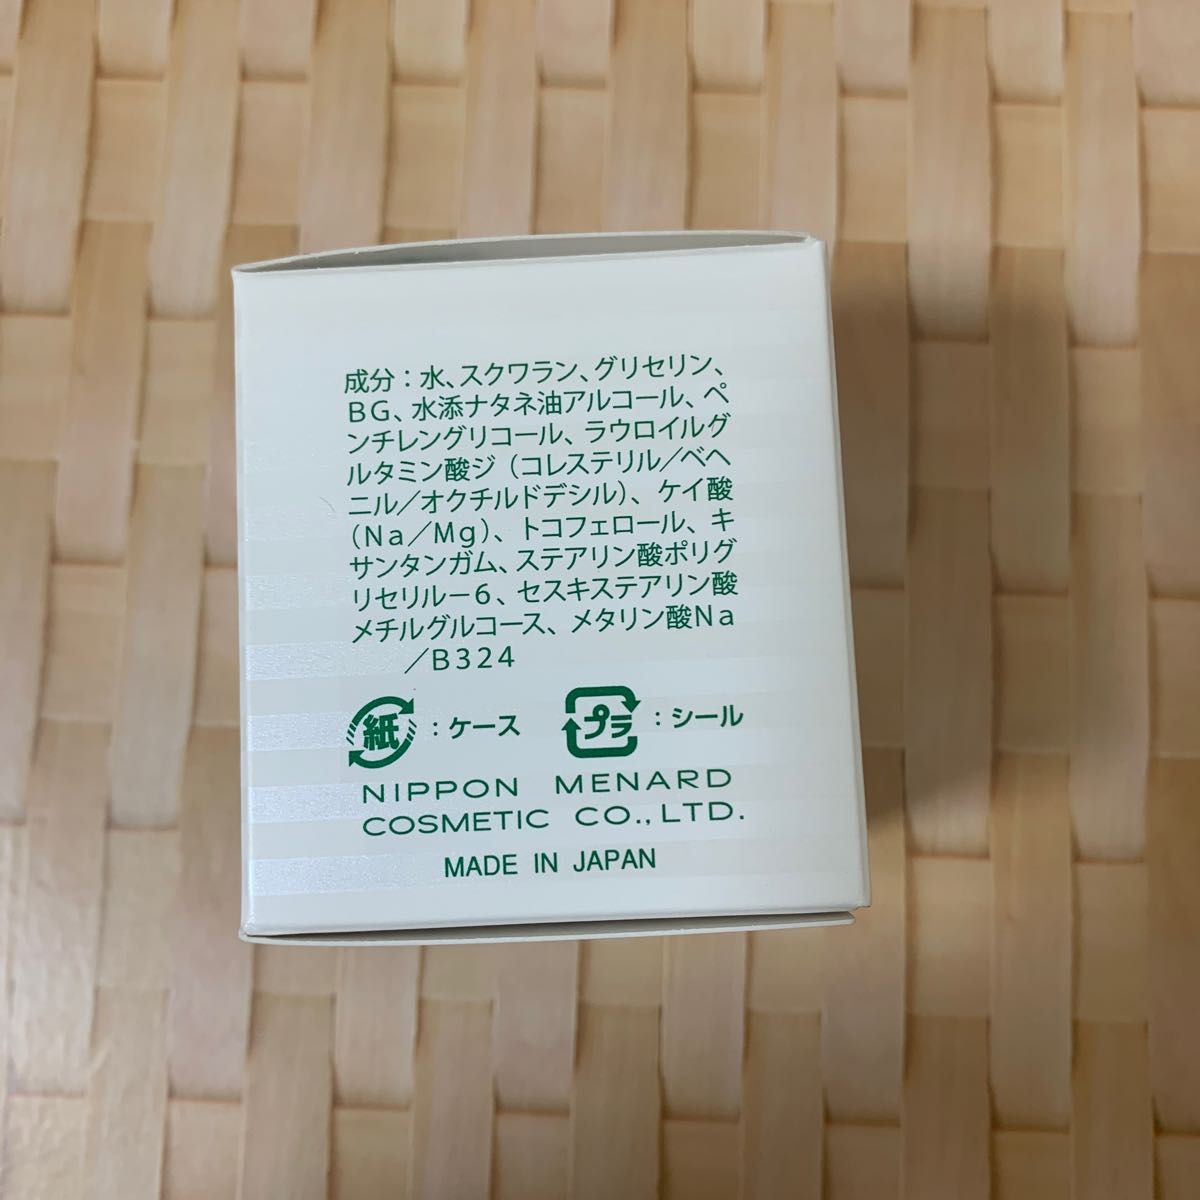 成分：水、スクワラン、グリセリン、
BG、水添ナタネ油アルコール、ペ
ンチレングリコール、ラウロイルグ
ルタミン酸ジ（コレステリル／ベヘ
ニル／オクチルドデシル）、ケイ酸
（Na／Mg）、トコフェロール、キ
サンタンガム、ステアリン酸ポリグ
リセリルー６、セスキステアリン酸
メチルグルコース、メタリン酸Na
／B324
紙：ケース プラ：シール
NIPPON MENARD
COSMETIC CO., LTD.
MADE IN JAPAN